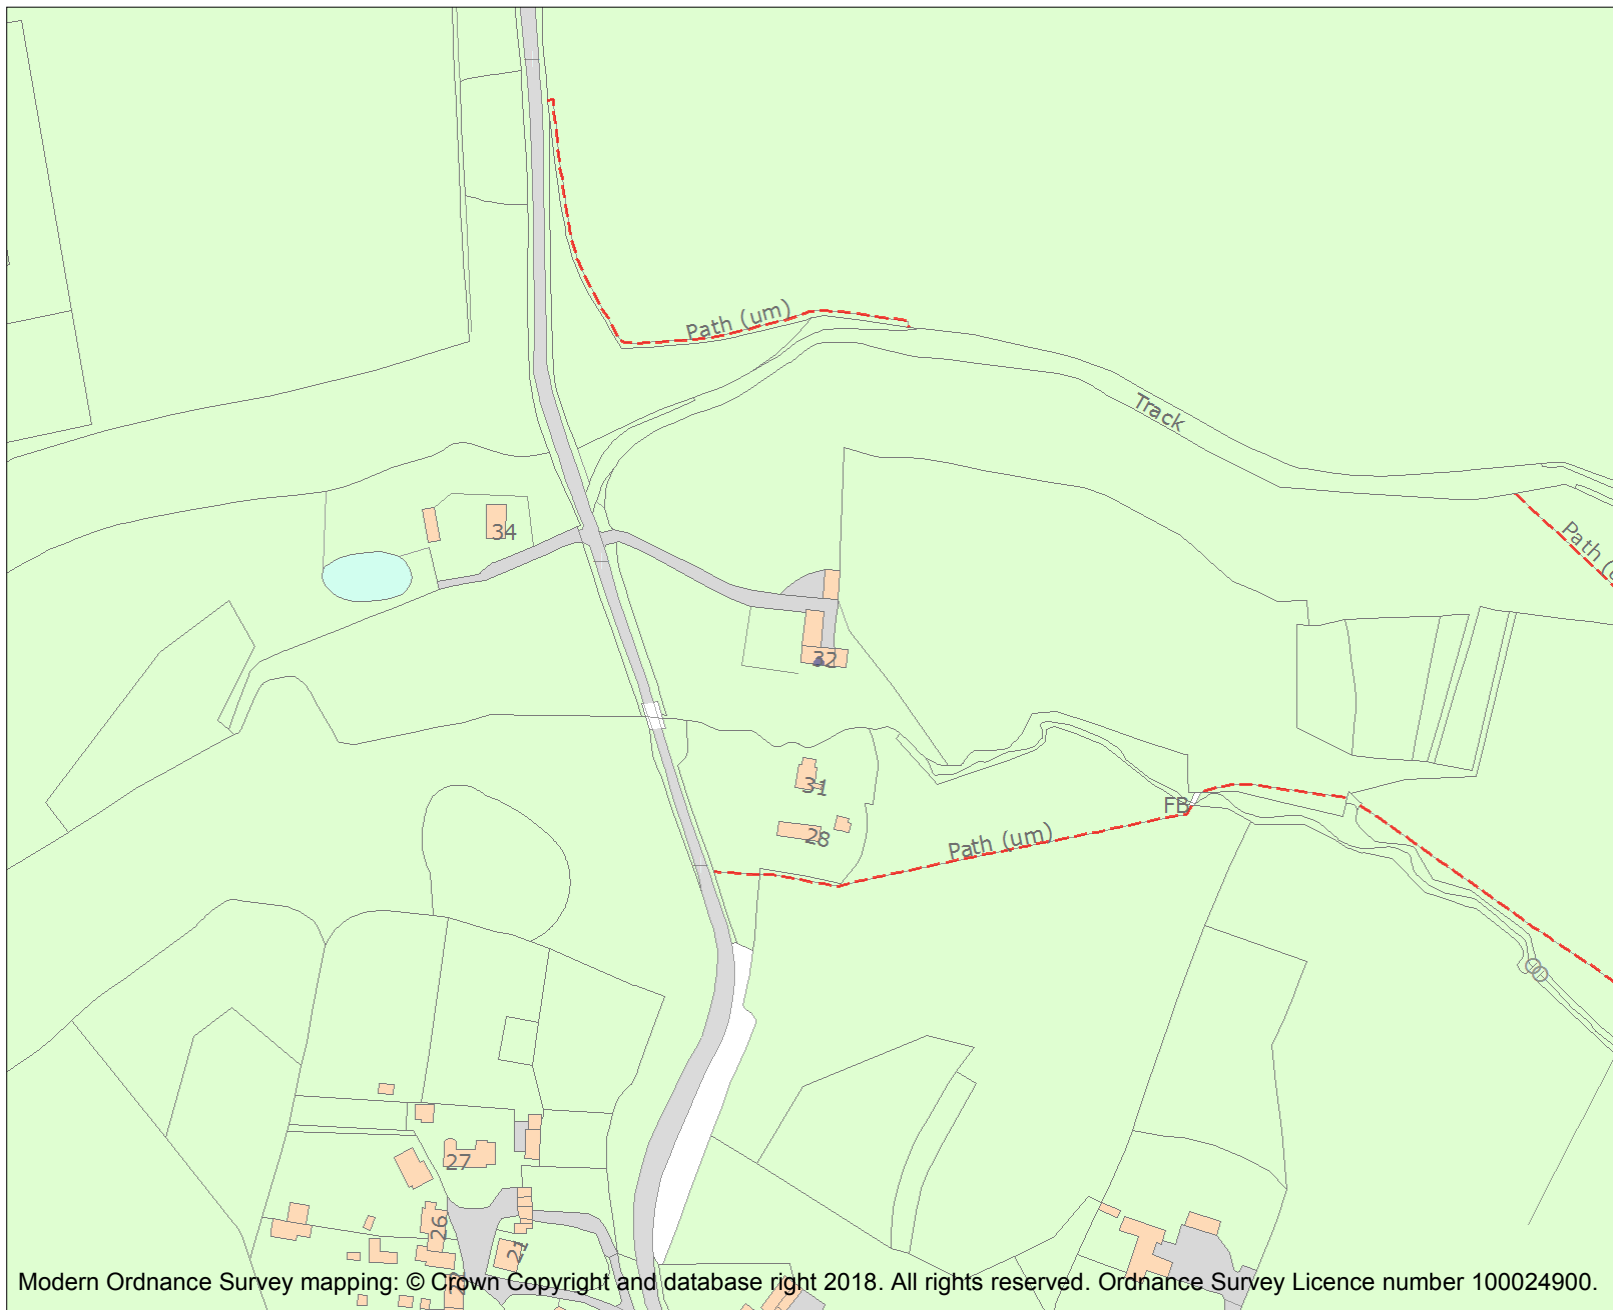 Path (um)
Track
34
Path (
32
31
FB
28
Path (um)
27
26
21
Modern Ordnance Survey mapping: © Crown Copyright and database right 2018. All rights reserved. Ordnance Survey Licence number 100024900.